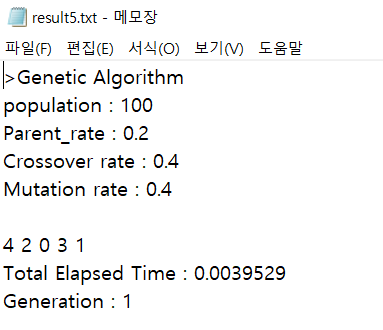 result5.txt - 메모장
파일(F) 편집(E) 서식(O) 보기(V) 도움말
>Genetic Algorithm
population : 100
Parent_rate : 0.2
Crossover rate : 0.4
Mutation rate : 0.4
4 2 0 3 1
Total Elapsed Time : 0.0039529
Generation : 1